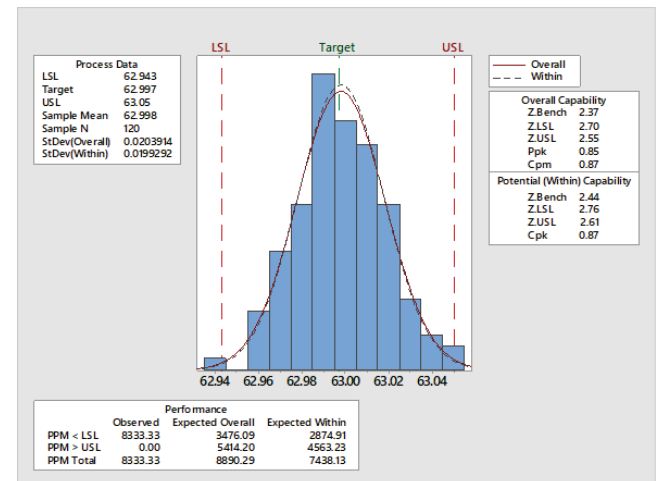 LSL Target USL
Process Data
LSL 62.943
Target 62.997
USL 63.05
Sample Mean 62.998
Sample N 120
StDev(Overall) 0.0203914
StDev(Within) 0.0199292
Overall
Within
Overall Capability
Z.Bench 2.37
Z.LSL 2.70
Z.USL 2.55
Ppk 0.85
Cpm 0.87
Potential (Within) Capability
Z.Bench 2.44
Z.LSL 2.76
Z.USL 2.61
Cpk 0.87
62.94 62.96 62.98 63.00 63.02 63.04
Performance
Observed Expected Overall Expected Within
PPM < LSL 8333.33 3476.09 2874.91
PPM > USL 0.00 5414.20 4563.23
PPM Total 8333.33 8890.29 7438.13